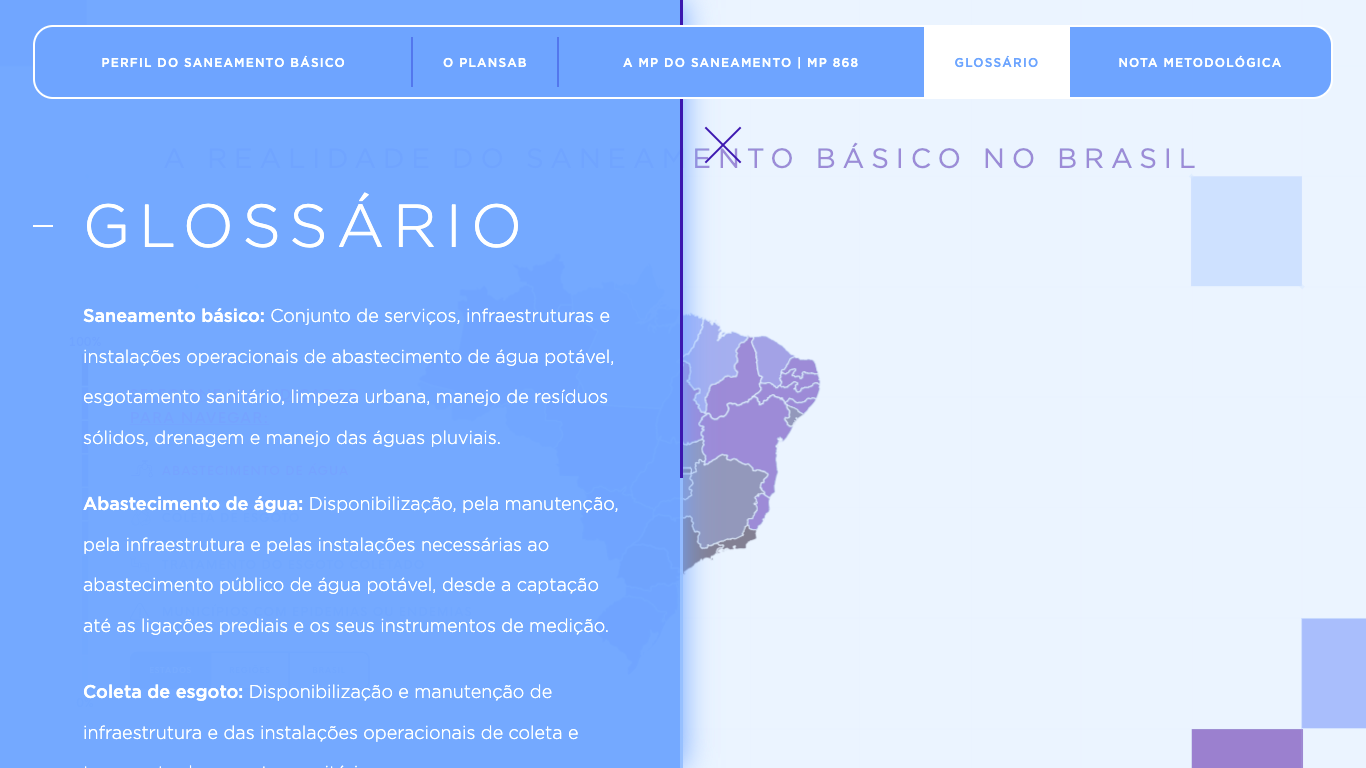 PERFIL DO SANEAMENTO BÁSICO
O PLANSAB
A MP DO SANEAMENTO | MP 868
GLOSSÁRIO
NOTA METODOLÓGICA
A REALIDADE DO SANEAMENTO BÁSICO NO BRASIL
GLOSSÁRIO
Saneamento básico: Conjunto de serviços, infraestruturas e
instalações operacionais de abastecimento de água potável,
esgotamento sanitário, limpeza urbana, manejo de resíduos
sólidos, drenagem e manejo das águas pluviais.
Abastecimento de água: Disponibilização, pela manutenção,
pela infraestrutura e pelas instalações necessárias ao
abastecimento público de água potável, desde a captação
até as ligações prediais e os seus instrumentos de medição.
Coleta de esgoto: Disponibilização e manutenção de
infraestrutura e das instalações operacionais de coleta e